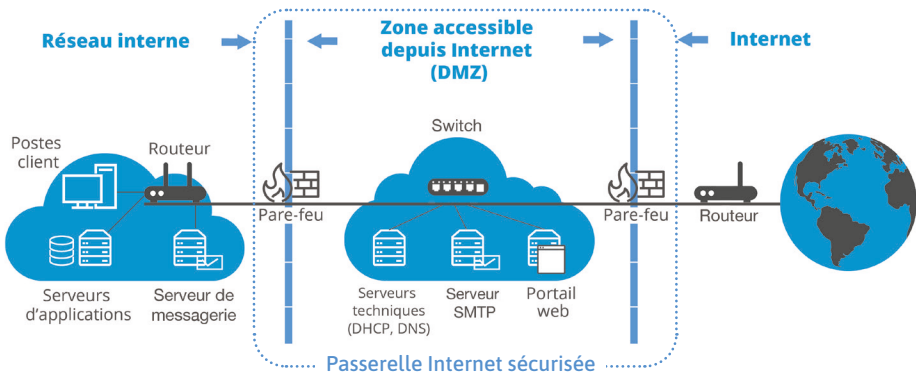 Réseau interne
Zone accessible
depuis Internet
(DMZ)
Internet
Postes
client
Routeur
Serveurs
d'applications
Serveur de
messagerie
Pare-feu
Switch
Serveurs
techniques
(DHCP, DNS)
Serveur
SMTP
Portail
web
Pare-feu
Routeur
Passerelle Internet sécurisée